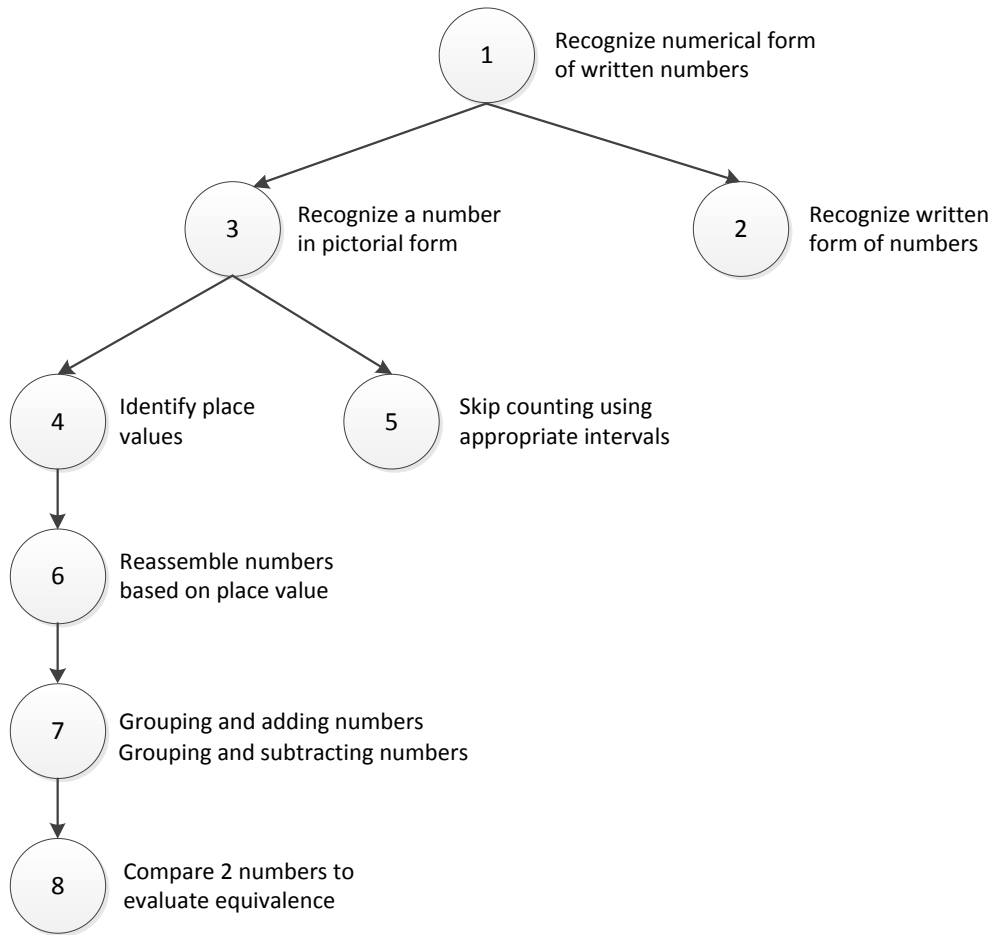 1
Recognize numerical form
of written numbers
3
Recognize a number
in pictorial form
2
Recognize written
form of numbers
4
Identify place
values
5
Skip counting using
appropriate intervals
6
Reassemble numbers
based on place value
7
Grouping and adding numbers
Grouping and subtracting numbers
8
Compare 2 numbers to
evaluate equivalence